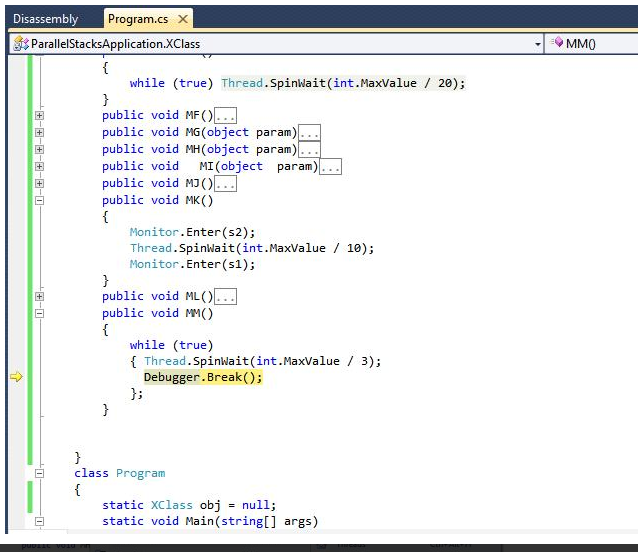 Disassembly Program.cs
ParallelStacksApplication.XClass MM()
{
while (true) Thread.SpinWait(int.MaxValue / 20);
}
public void MF()...
public void MG(object param)...
public void MH(object param)...
public void MI(object param)...
public void MJ()...
public void MK()
{
Monitor.Enter(s2);
Thread.SpinWait(int.MaxValue / 10);
Monitor.Enter(s1);
}
public void ML()...
public void MM()
{
while (true)
{ Thread.SpinWait(int.MaxValue / 3);
Debugger.Break();
};
}
}
class Program
{
static XClass obj = null;
static void Main(string[] args)